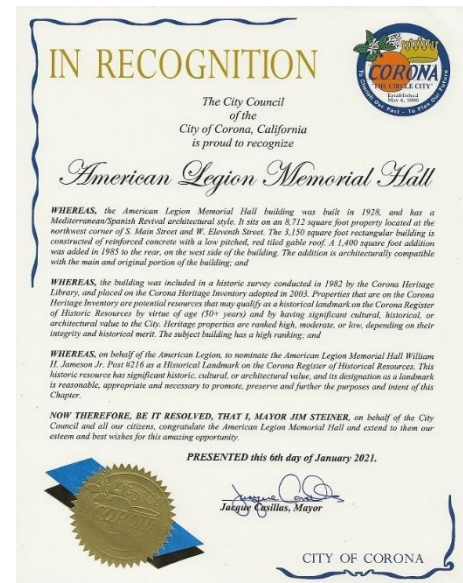 IN RECOGNITION
CORONA
"THE CIRCLE CITY"
Established
May 4, 1886
To Cherish Our Past - To Plan Our Future
The City Council
of the
City of Corona, California
is proud to recognize
American Legion Memorial Hall
WHEREAS, the American Legion Memorial Hall building was built in 1928, and has a
Mediterranean/Spanish Revival architectural style. It sits on an 8,712 square foot property located at the
northwest corner of S. Main Street and W. Eleventh Street. The 3,150 square foot rectangular building is
constructed of reinforced concrete with a low pitched, red tiled gable roof. A 1,400 square foot addition
was added in 1985 to the rear, on the west side of the building. The addition is architecturally compatible
with the main and original portion of the building; and
WHEREAS, the building was included in a historic survey conducted in 1982 by the Corona Heritage
Library, and placed on the Corona Heritage Inventory adopted in 2003. Properties that are on the Corona
Heritage Inventory are potential resources that may qualify as a historical landmark on the Corona Register
of Historic Resources by virtue of age (50+ years) and by having significant cultural, historical, or
architectural value to the City. Heritage properties are ranked high, moderate, or low, depending on their
integrity and historical merit. The subject building has a high ranking; and
WHEREAS, on behalf of the American Legion, to nominate the American Legion Memorial Hall William
H. Jameson Jr. Post #216 as a Historical Landmark on the Corona Register of Historical Resources. This
historic resource has significant historic, cultural, or architectural value, and its designation as a landmark
is reasonable, appropriate and necessary to promote, preserve and further the purposes and intent of this
Chapter.
NOW THEREFORE, BE IT RESOLVED, THAT I, MAYOR JIM STEINER, on behalf of the City
Council and all our citizens, congratulate the American Legion Memorial Hall and extend to them our
esteem and best wishes for this amazing opportunity.
PRESENTED this 6th day of January 2021.
Jacque Casillas, Mayor
CITY OF CORONA